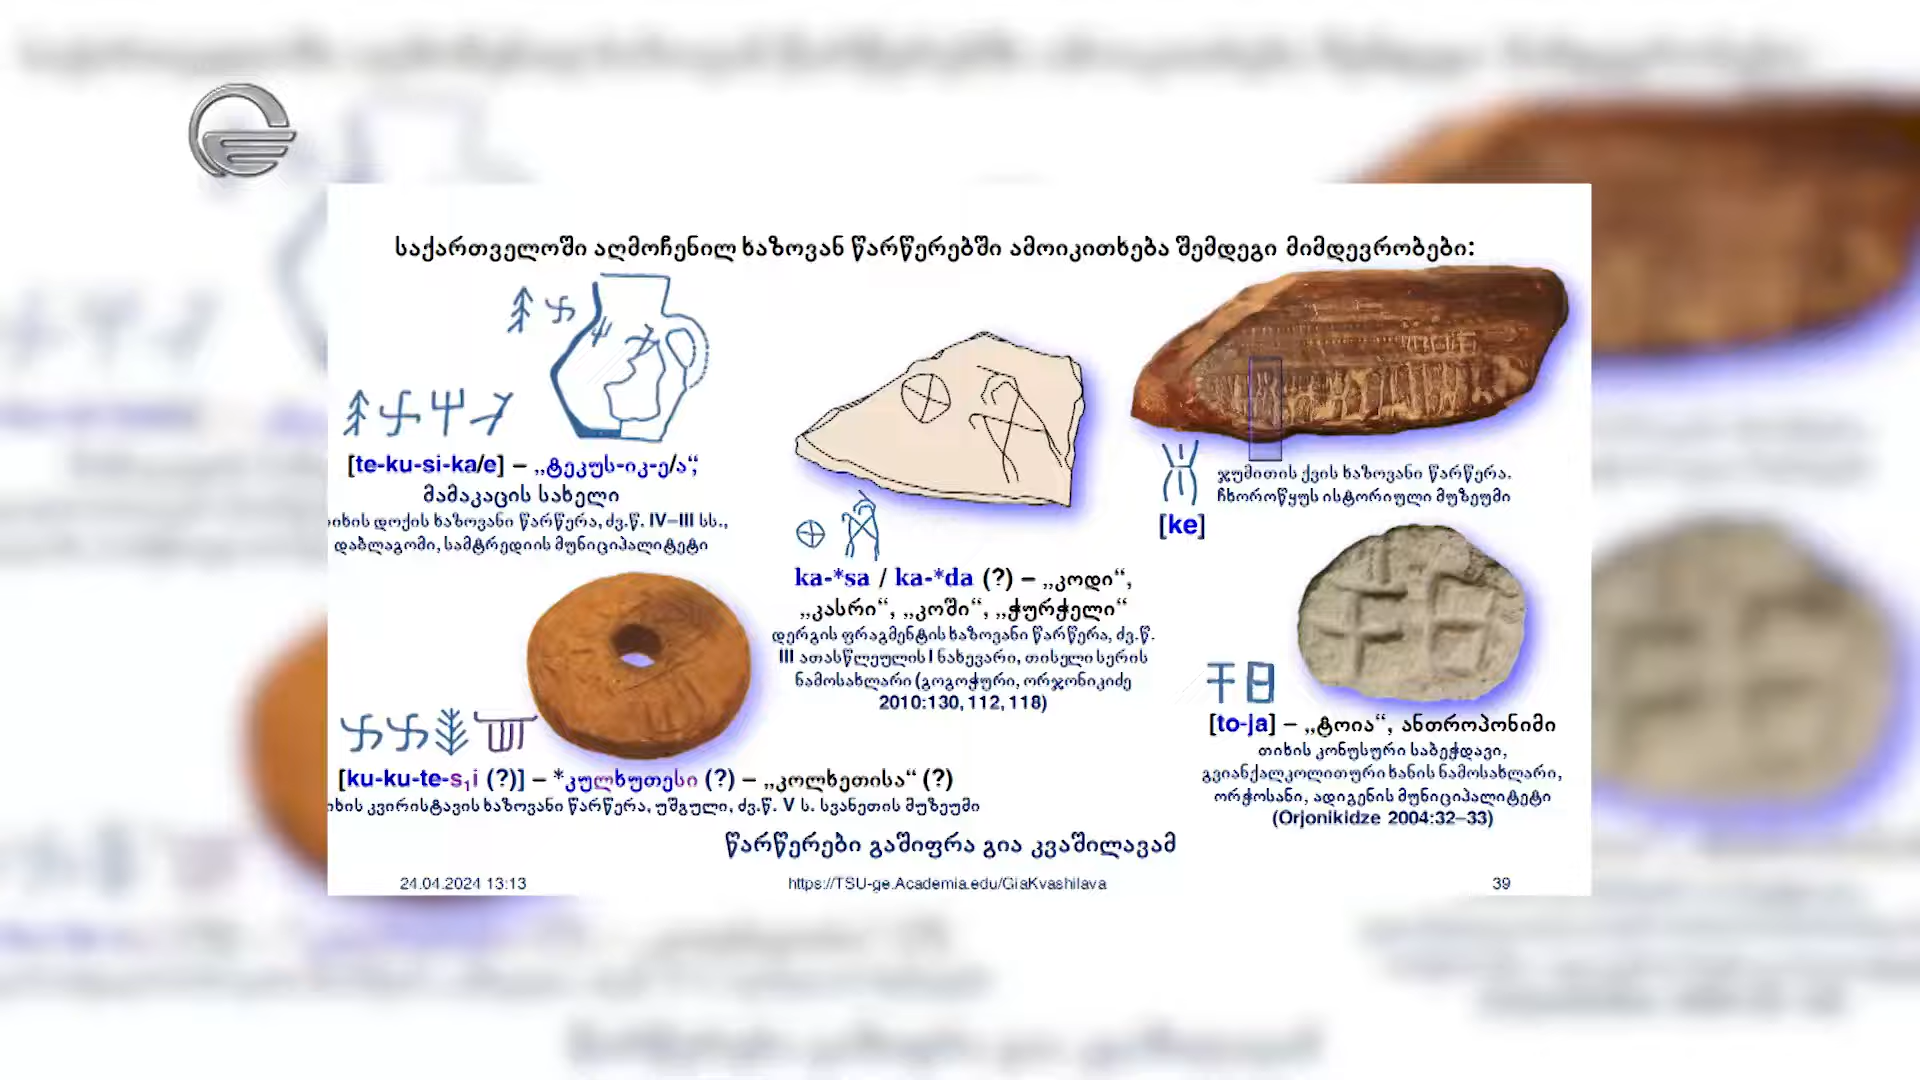 საქართველოში აღმოჩენილ ხაზოვან წარწერებში ამოიკითხება შემდეგი მიმდევრობები:
[te-ku-si-ka/e] – „ტეკუს-იკ-ე/ა“,
მამაკაცის სახელი
დოქის ხაზოვანი წარწერა, ძვ.წ. IV–III სს.,
დაბლაგომი, სამტრედიის მუნიციპალიტეტი
[ku-ku-te-s₁i (?)] – *კულხუთესი (?) – „კოლხეთისა“ (?)
კვირისტავის ხაზოვანი წარწერა, უშგული, ძვ.წ. V ს. სვანეთის მუზეუმი
ka-*sa / ka-*da (?) – „კოდი“,
„კასრი“, „კოში“, „ჭურჭელი“
დერგის ფრაგმენტის ხაზოვანი წარწერა, ძვ.წ.
III ათასწლეულის I ნახევარი, თისელი სერის
ნამოსახლარი (გოგოჭური, ორჯონიკიძე
2010:130, 112, 118)
[ke]
ჯუმითის ქვის ხაზოვანი წარწერა.
ჩხოროწყუს ისტორიული მუზეუმი
[to-ja] – „ტოია“, ანთროპონიმი
თიხის კონუსური საბეჭდავი,
გვიანქალკოლითური ხანის ნამოსახლარი,
ორჭოსანი, ადიგენის მუნიციპალიტეტი
(Orjonikidze 2004:32–33)
წარწერები გაშიფრა გია კვაშილავამ
24.04.2024 13:13
https://TSU-ge.Academia.edu/GiaKvashilava
39